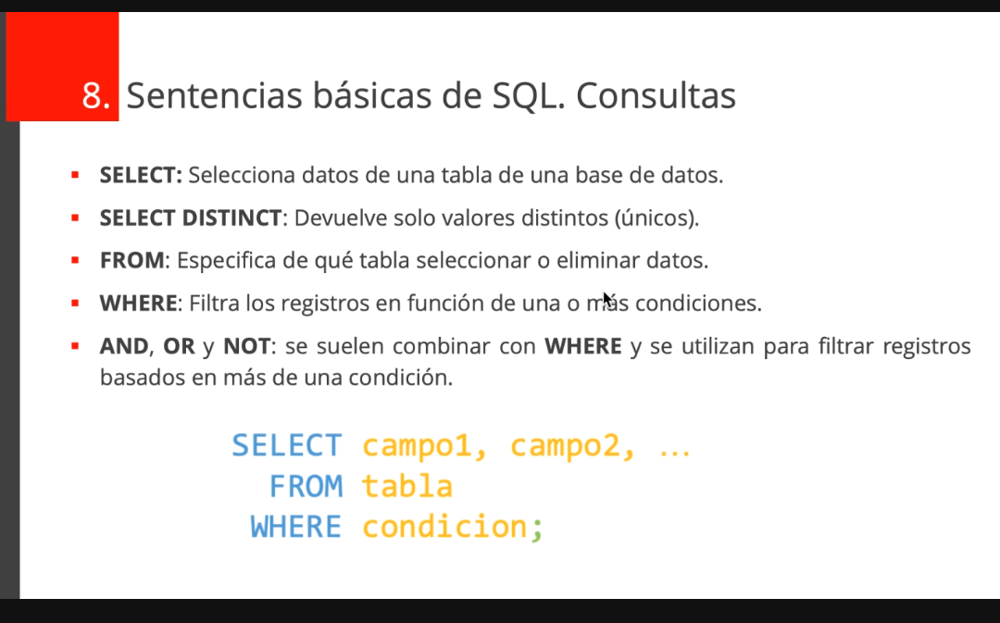 8. Sentencias básicas de SQL. Consultas
SELECT: Selecciona datos de una tabla de una base de datos.
SELECT DISTINCT: Devuelve solo valores distintos (únicos).
FROM: Especifica de qué tabla seleccionar o eliminar datos.
WHERE: Filtra los registros en función de una o más condiciones.
AND, OR y NOT: se suelen combinar con WHERE y se utilizan para filtrar registros
basados en más de una condición.
SELECT campo1, campo2, ...
FROM tabla
WHERE condicion;